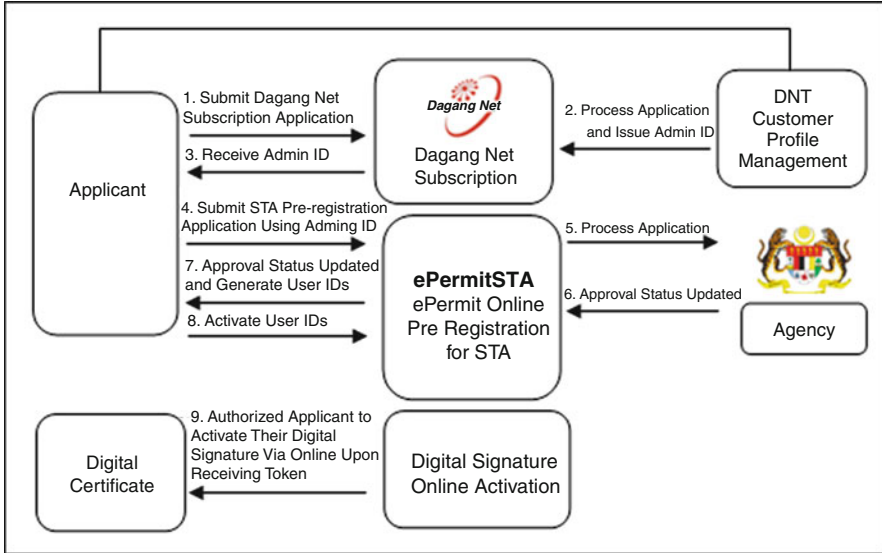 1. Submit Dagang Net
Subscription Application
3. Receive Admin ID
Applicant
4. Submit STA Pre-registration
Application Using Adming ID
7. Approval Status Updated
and Generate User IDs
8. Activate User IDs
Dagang Net
Dagang Net
Subscription
2. Process Application
and Issue Admin ID
DNT
Customer
Profile
Management
ePermitSTA
ePermit Online
Pre Registration
for STA
5. Process Application
6. Approval Status Updated
Agency
Digital
Certificate
9. Authorized Applicant to
Activate Their Digital
Signature Via Online Upon
Receiving Token
Digital Signature
Online Activation